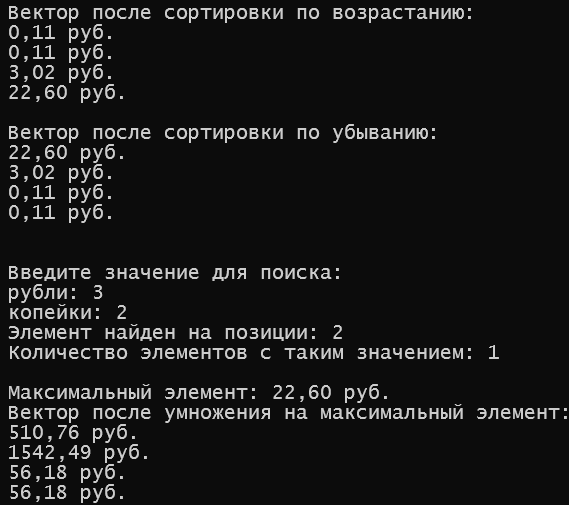 Вектор после сортировки по возрастанию:
0,11 руб.
0,11 руб.
3,02 руб.
22,60 руб.
Вектор после сортировки по убыванию:
22,60 руб.
3,02 руб.
0,11 руб.
0,11 руб.
Введите значение для поиска:
рубли: 3
копейки: 2
Элемент найден на позиции: 2
Количество элементов с таким значением: 1
Максимальный элемент: 22,60 руб.
Вектор после умножения на максимальный элемент:
510,76 руб.
1542,49 руб.
56,18 руб.
56,18 руб.